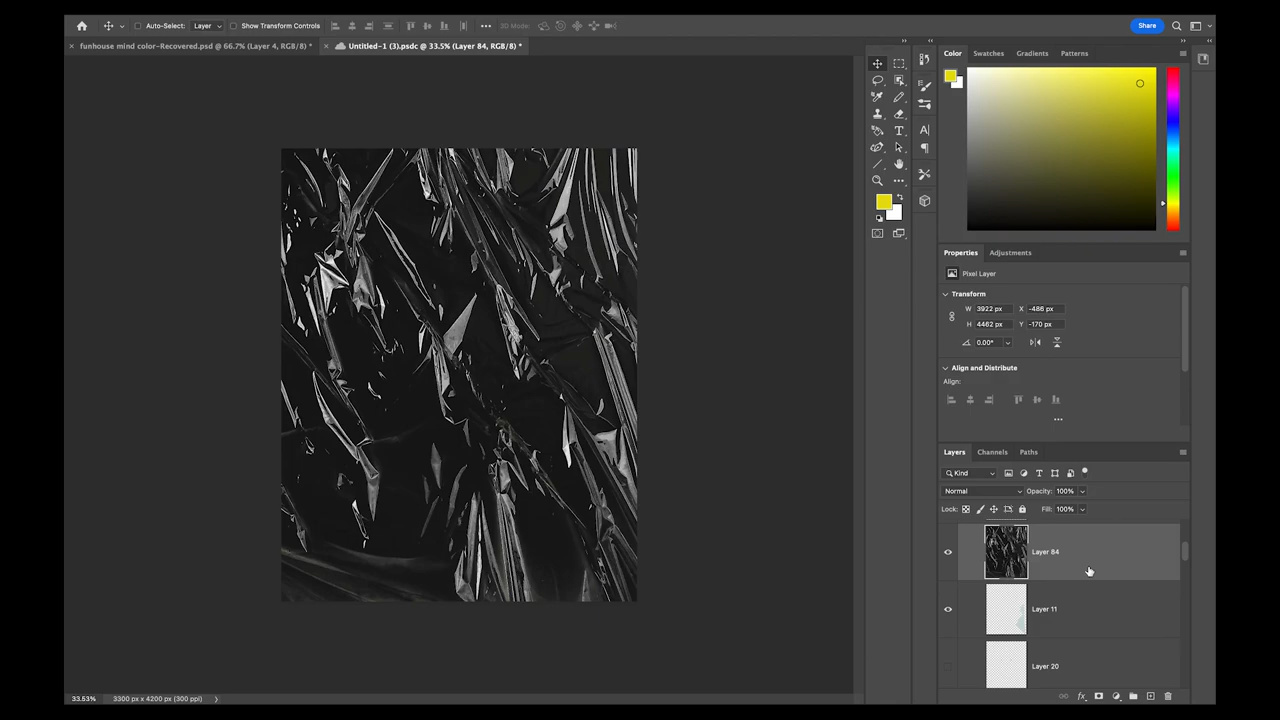 Auto-Select: Layer Show Transform Controls 3D Mode: Share
× funhouse mind color-Recovered.psd @ 66.7% (Layer 4, RGB/8) * × Untitled-1 (3).psdc @ 33.5% (Layer 84, RGB/8) *
Color Swatches Gradients Patterns
Properties Adjustments
Pixel Layer
Transform
W 3922 px X -486 px
H 4462 px Y -170 px
0.00°
Align and Distribute
Align:
Layers Channels Paths
Kind
Normal Opacity: 100%
Lock: Fill: 100%
Layer 84
Layer 11
Layer 20
33.53% 3300 px x 4200 px (300 ppi)